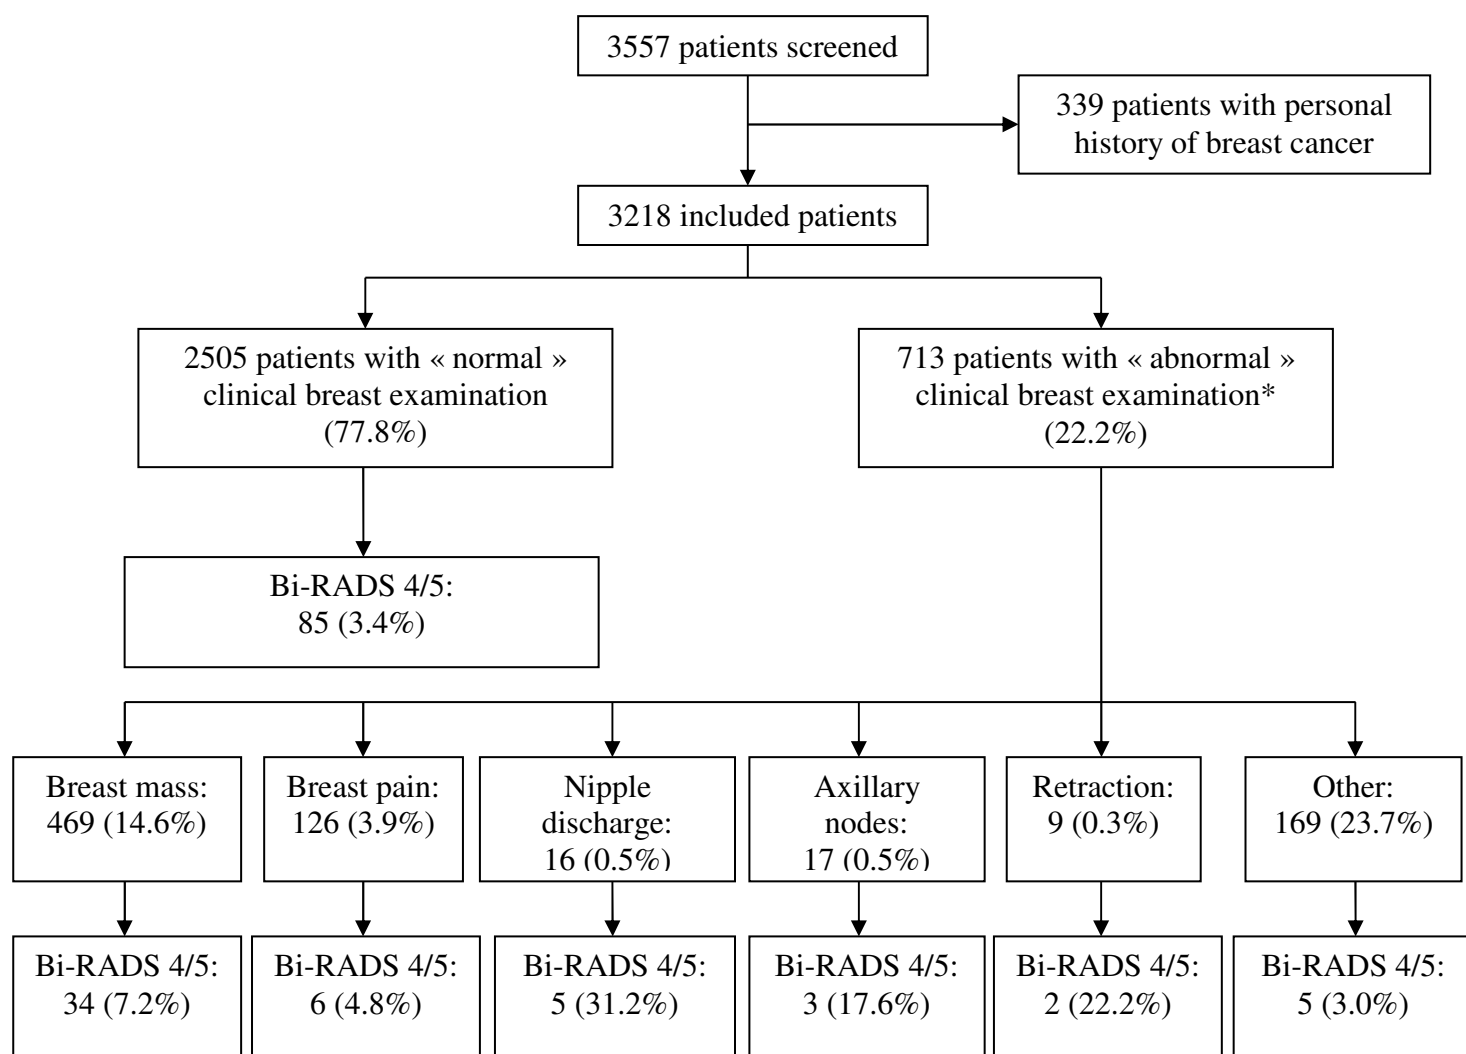 3557 patients screened
339 patients with personal
history of breast cancer
3218 included patients
2505 patients with « normal »
clinical breast examination
(77.8%)
713 patients with « abnormal »
clinical breast examination*
(22.2%)
Bi-RADS 4/5:
85 (3.4%)
Breast mass:
469 (14.6%)
Breast pain:
126 (3.9%)
Nipple
discharge:
16 (0.5%)
Axillary
nodes:
17 (0.5%)
Retraction:
9 (0.3%)
Other:
169 (23.7%)
Bi-RADS 4/5:
34 (7.2%)
Bi-RADS 4/5:
6 (4.8%)
Bi-RADS 4/5:
5 (31.2%)
Bi-RADS 4/5:
3 (17.6%)
Bi-RADS 4/5:
2 (22.2%)
Bi-RADS 4/5:
5 (3.0%)